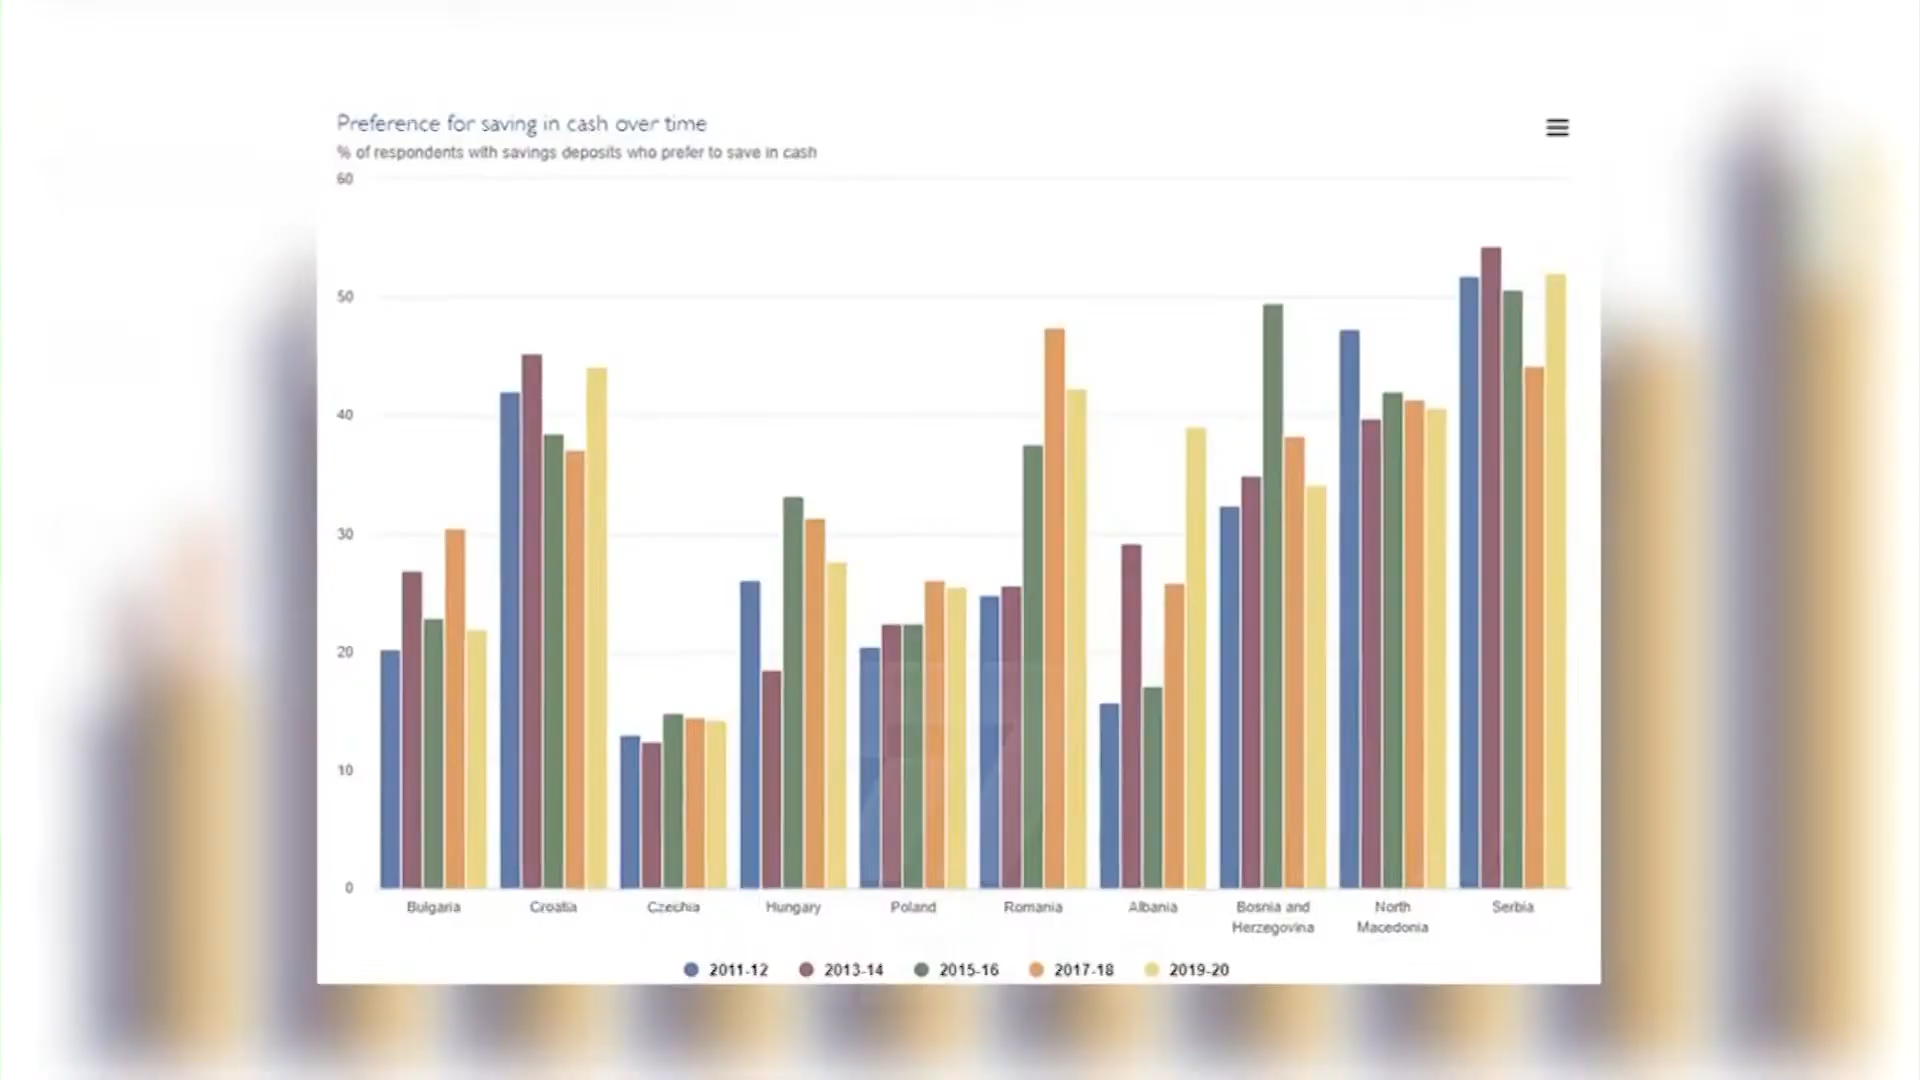 Preference for saving in cash over time
% of respondents with savings deposits who prefer to save in cash
60
50
40
30
20
10
0
Bulgaria Croatia Czechia Hungary Poland Romania Albania Bosnia and Herzegovina North Macedonia Serbia
2011-12 2013-14 2015-16 2017-18 2019-20